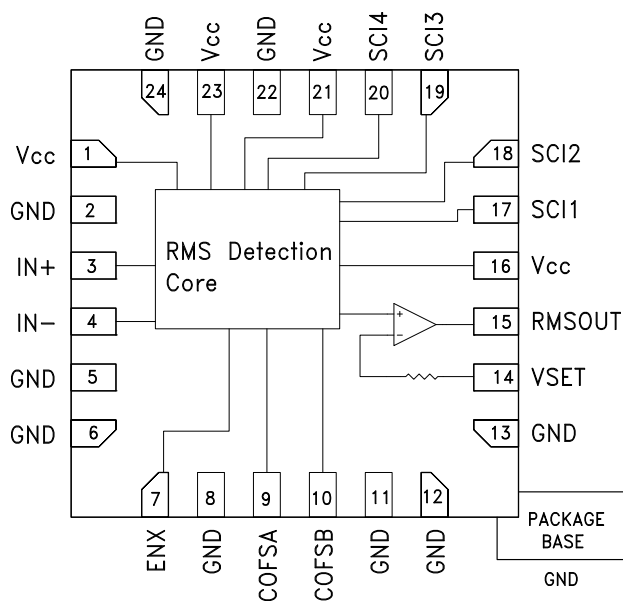 GND
Vcc
GND
Vcc
SCI4
SCI3
24
23
22
21
20
19
Vcc
1
18
SCI2
GND
2
17
SCI1
IN+
3
RMS Detection
Core
16
Vcc
IN-
4
+
-
15
RMSOUT
GND
5
14
VSET
GND
6
13
GND
7
8
9
10
11
12
ENX
GND
COFSA
COFSB
GND
GND
PACKAGE
BASE
GND